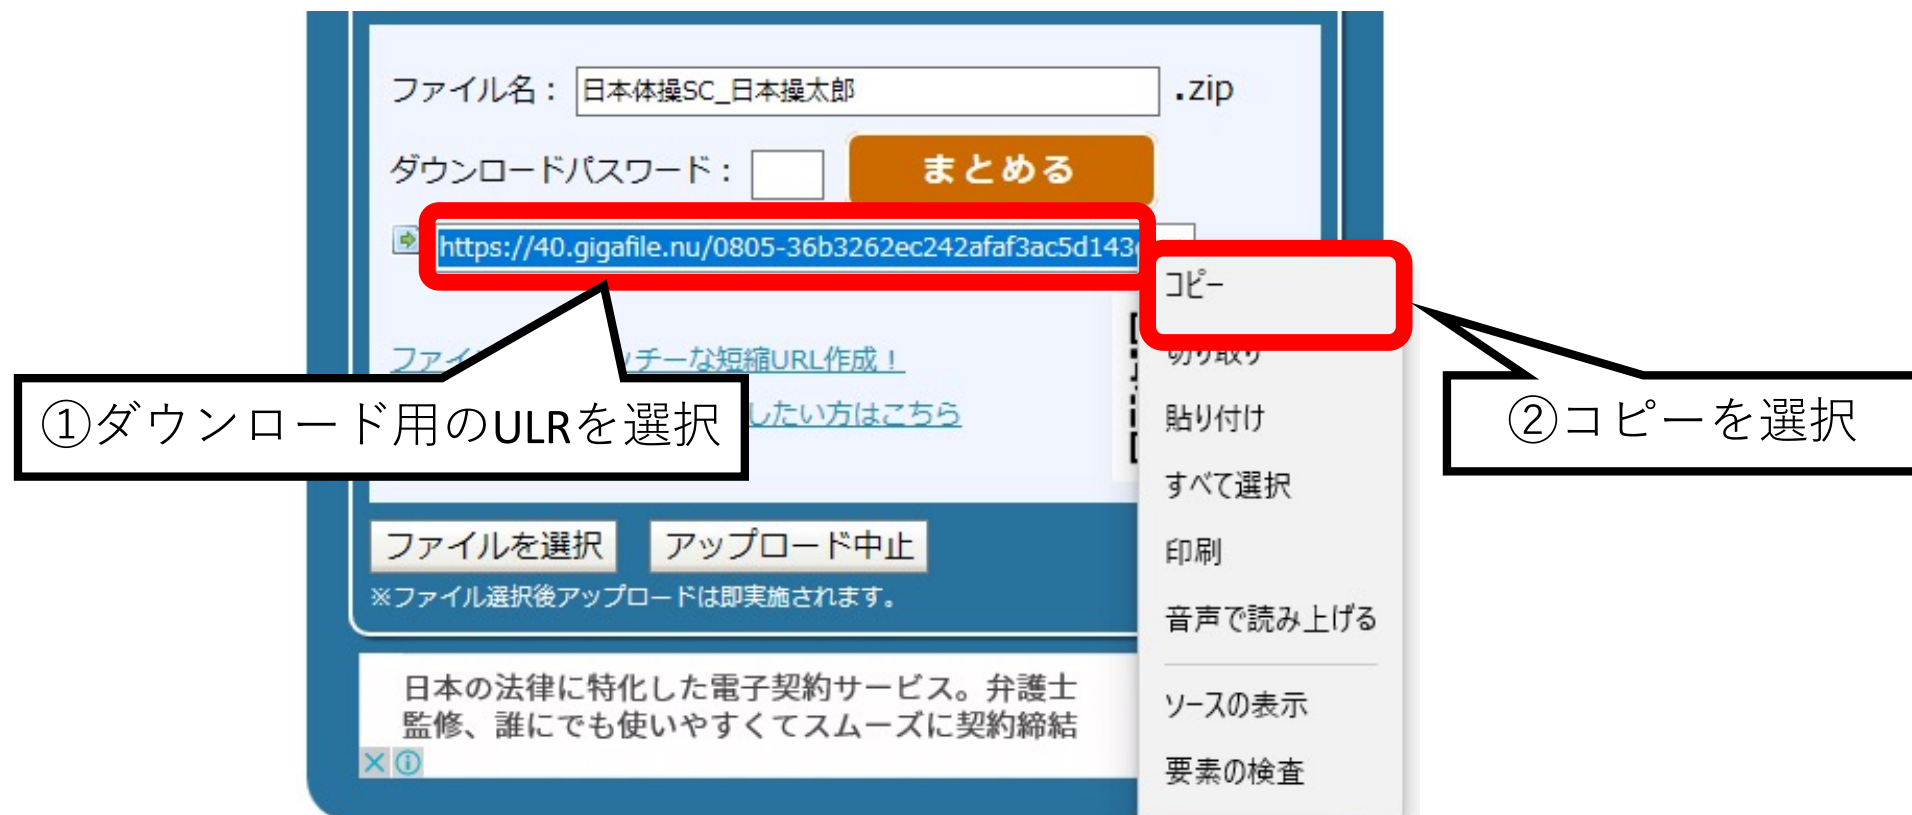 ファイル名： 日本体操SC_日本操太郎 .zip
ダウンロードパスワード： まとめる
https://40.gigafile.nu/0805-36b3262ec242afaf3ac5d143
コピー
切り取り
ファイ ッチーな短縮URL作成！
①ダウンロード用のULRを選択
したい方はこちら
貼り付け
②コピーを選択
すべて選択
ファイルを選択 アップロード中止
印刷
※ファイル選択後アップロードは即実施されます。
音声で読み上げる
日本の法律に特化した電子契約サービス。弁護士
監修、誰にでも使いやすくてスムーズに契約締結
ソースの表示
要素の検査